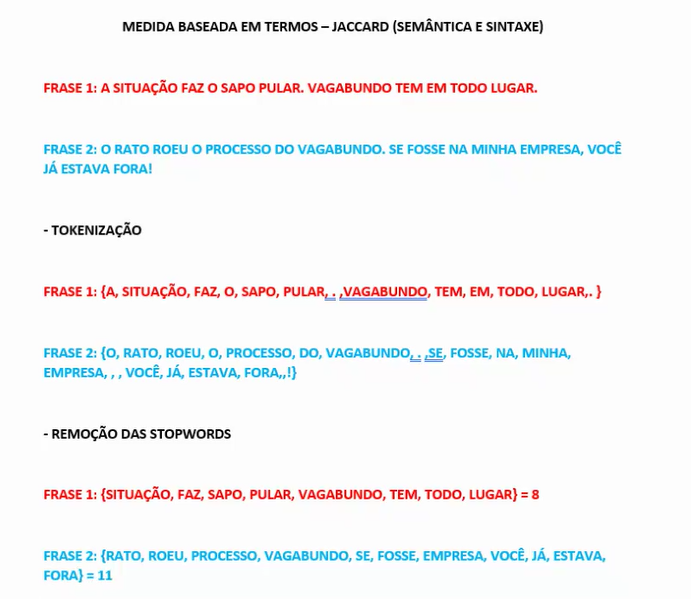 MEDIDA BASEADA EM TERMOS – JACCARD (SEMÂNTICA E SINTAXE)
FRASE 1: A SITUAÇÃO FAZ O SAPO PULAR. VAGABUNDO TEM EM TODO LUGAR.
FRASE 2: O RATO ROEU O PROCESSO DO VAGABUNDO. SE FOSSE NA MINHA EMPRESA, VOCÊ
JÁ ESTAVA FORA!
- TOKENIZAÇÃO
FRASE 1: {A, SITUAÇÃO, FAZ, O, SAPO, PULAR, . ,VAGABUNDO, TEM, EM, TODO, LUGAR,. }
FRASE 2: {O, RATO, ROEU, O, PROCESSO, DO, VAGABUNDO, . ,SE, FOSSE, NA, MINHA,
EMPRESA, , , VOCÊ, JÁ, ESTAVA, FORA,,!}
- REMOÇÃO DAS STOPWORDS
FRASE 1: {SITUAÇÃO, FAZ, SAPO, PULAR, VAGABUNDO, TEM, TODO, LUGAR} = 8
FRASE 2: {RATO, ROEU, PROCESSO, VAGABUNDO, SE, FOSSE, EMPRESA, VOCÊ, JÁ, ESTAVA,
FORA} = 11